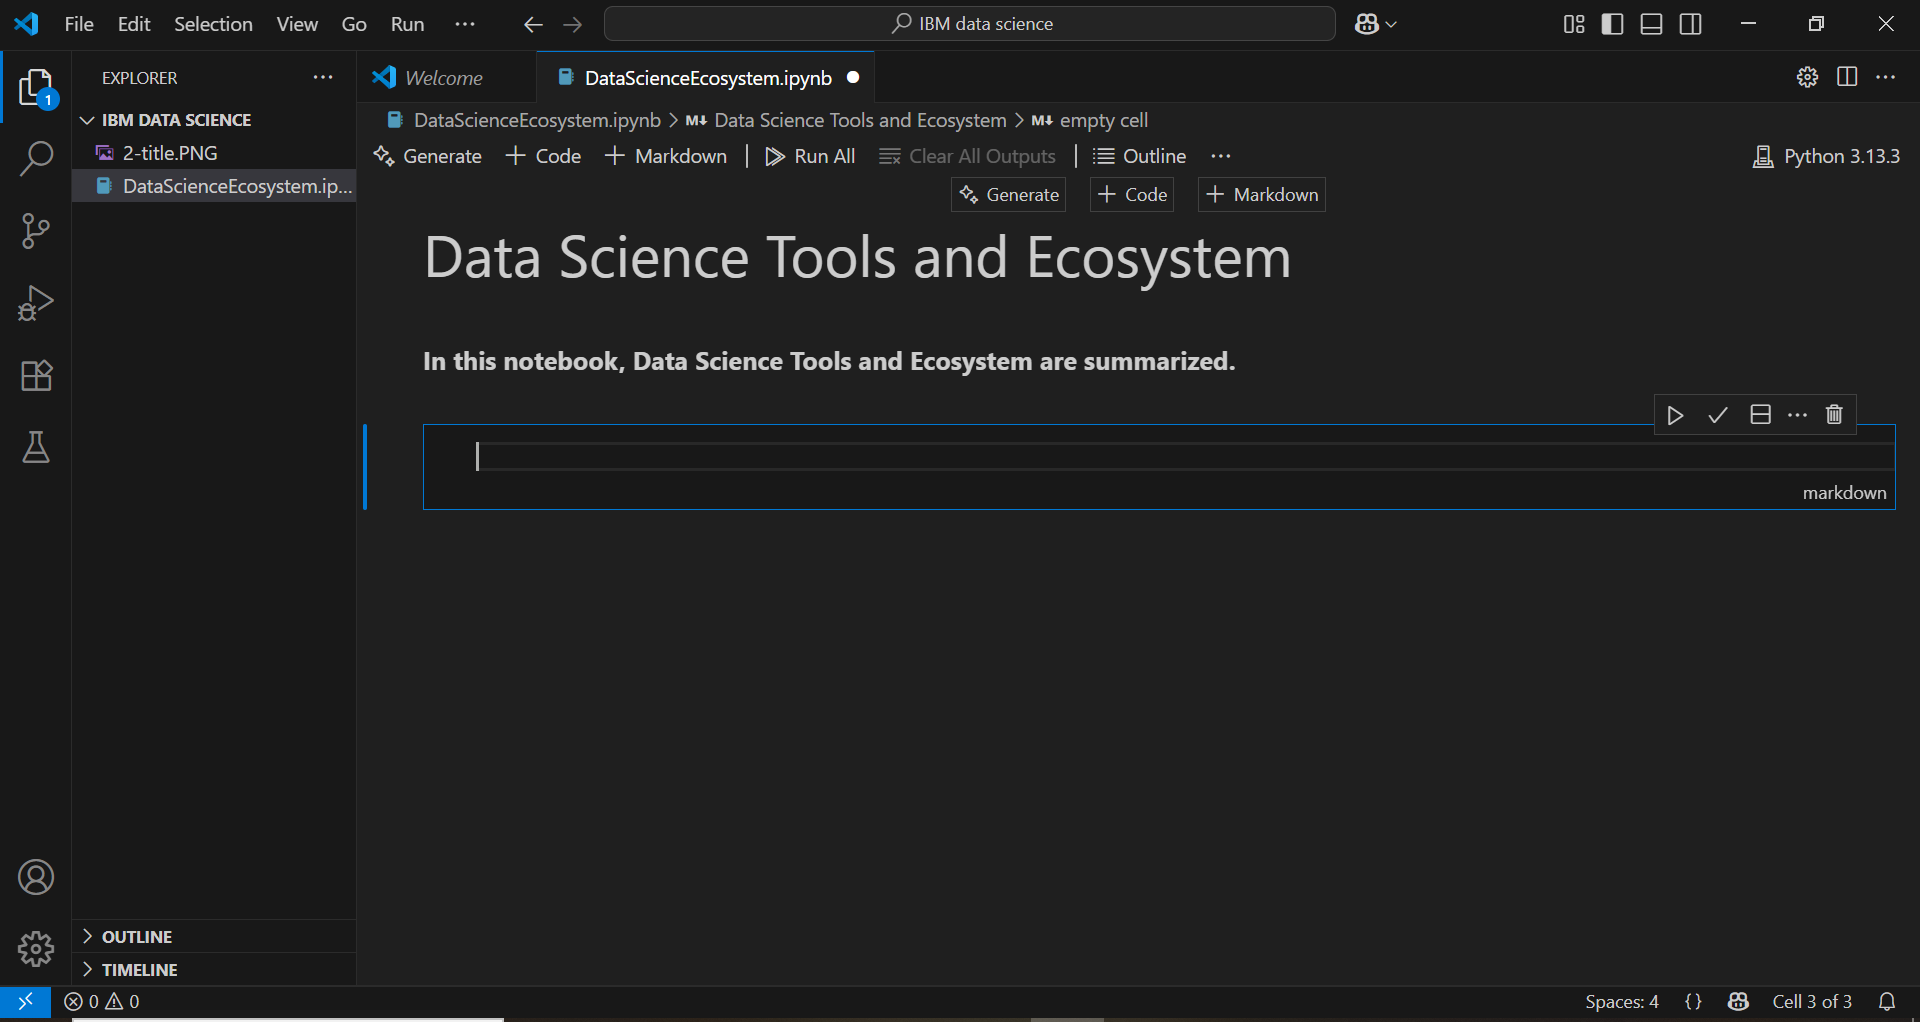 File Edit Selection View Go Run ··· IBM data science
EXPLORER ···
Welcome DataScienceEcosystem.ipynb
1
IBM DATA SCIENCE
DataScienceEcosystem.ipynb > M↓ Data Science Tools and Ecosystem > M↓ empty cell
2-title.PNG
Generate + Code + Markdown | Run All Clear All Outputs | Outline ··· Python 3.13.3
DataScienceEcosystem.ip...
Generate + Code + Markdown
Data Science Tools and Ecosystem
In this notebook, Data Science Tools and Ecosystem are summarized.
markdown
OUTLINE
TIMELINE
0 0 Spaces: 4 {} Cell 3 of 3